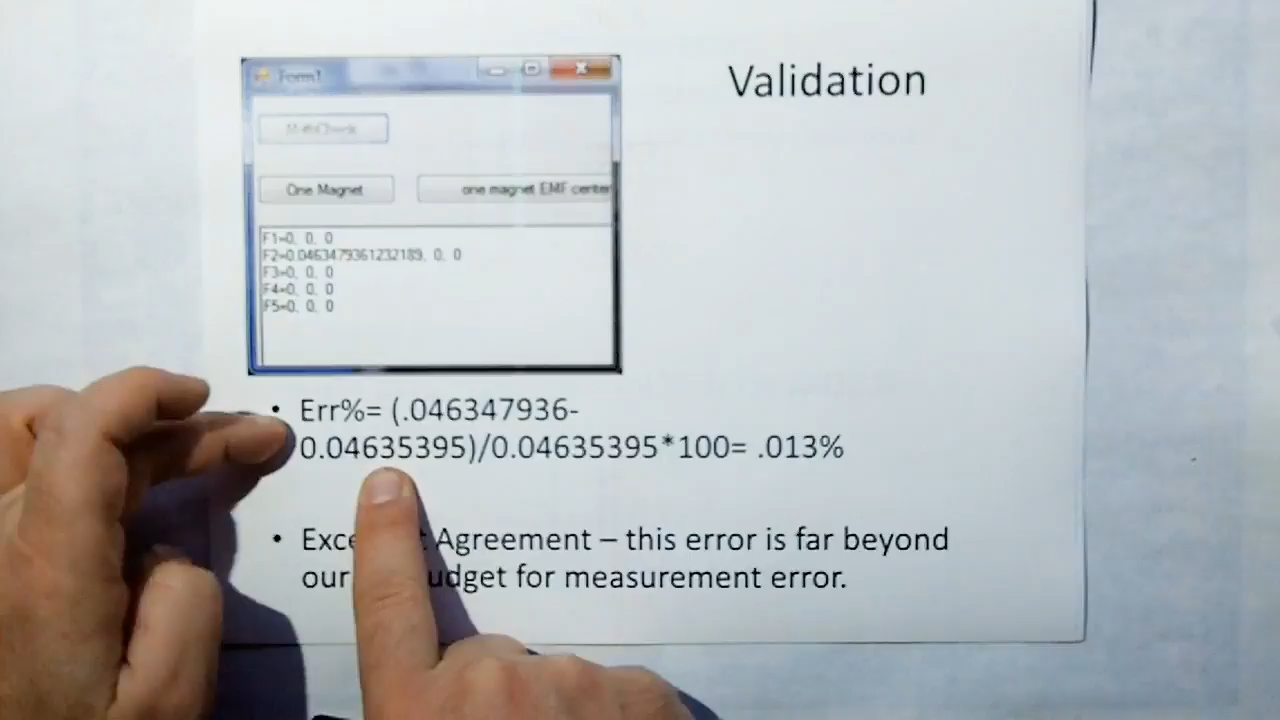 Validation
Form1
MathCheck
One Magnet
one magnet EMF center
F1=0, 0, 0
F2=0.0463479361232189, 0, 0
F3=0, 0, 0
F4=0, 0, 0
F5=0, 0, 0
• Err%= (.046347936-
0.04635395)/0.04635395*100= .013%
• Agreement – this error is far beyond
our for measurement error.